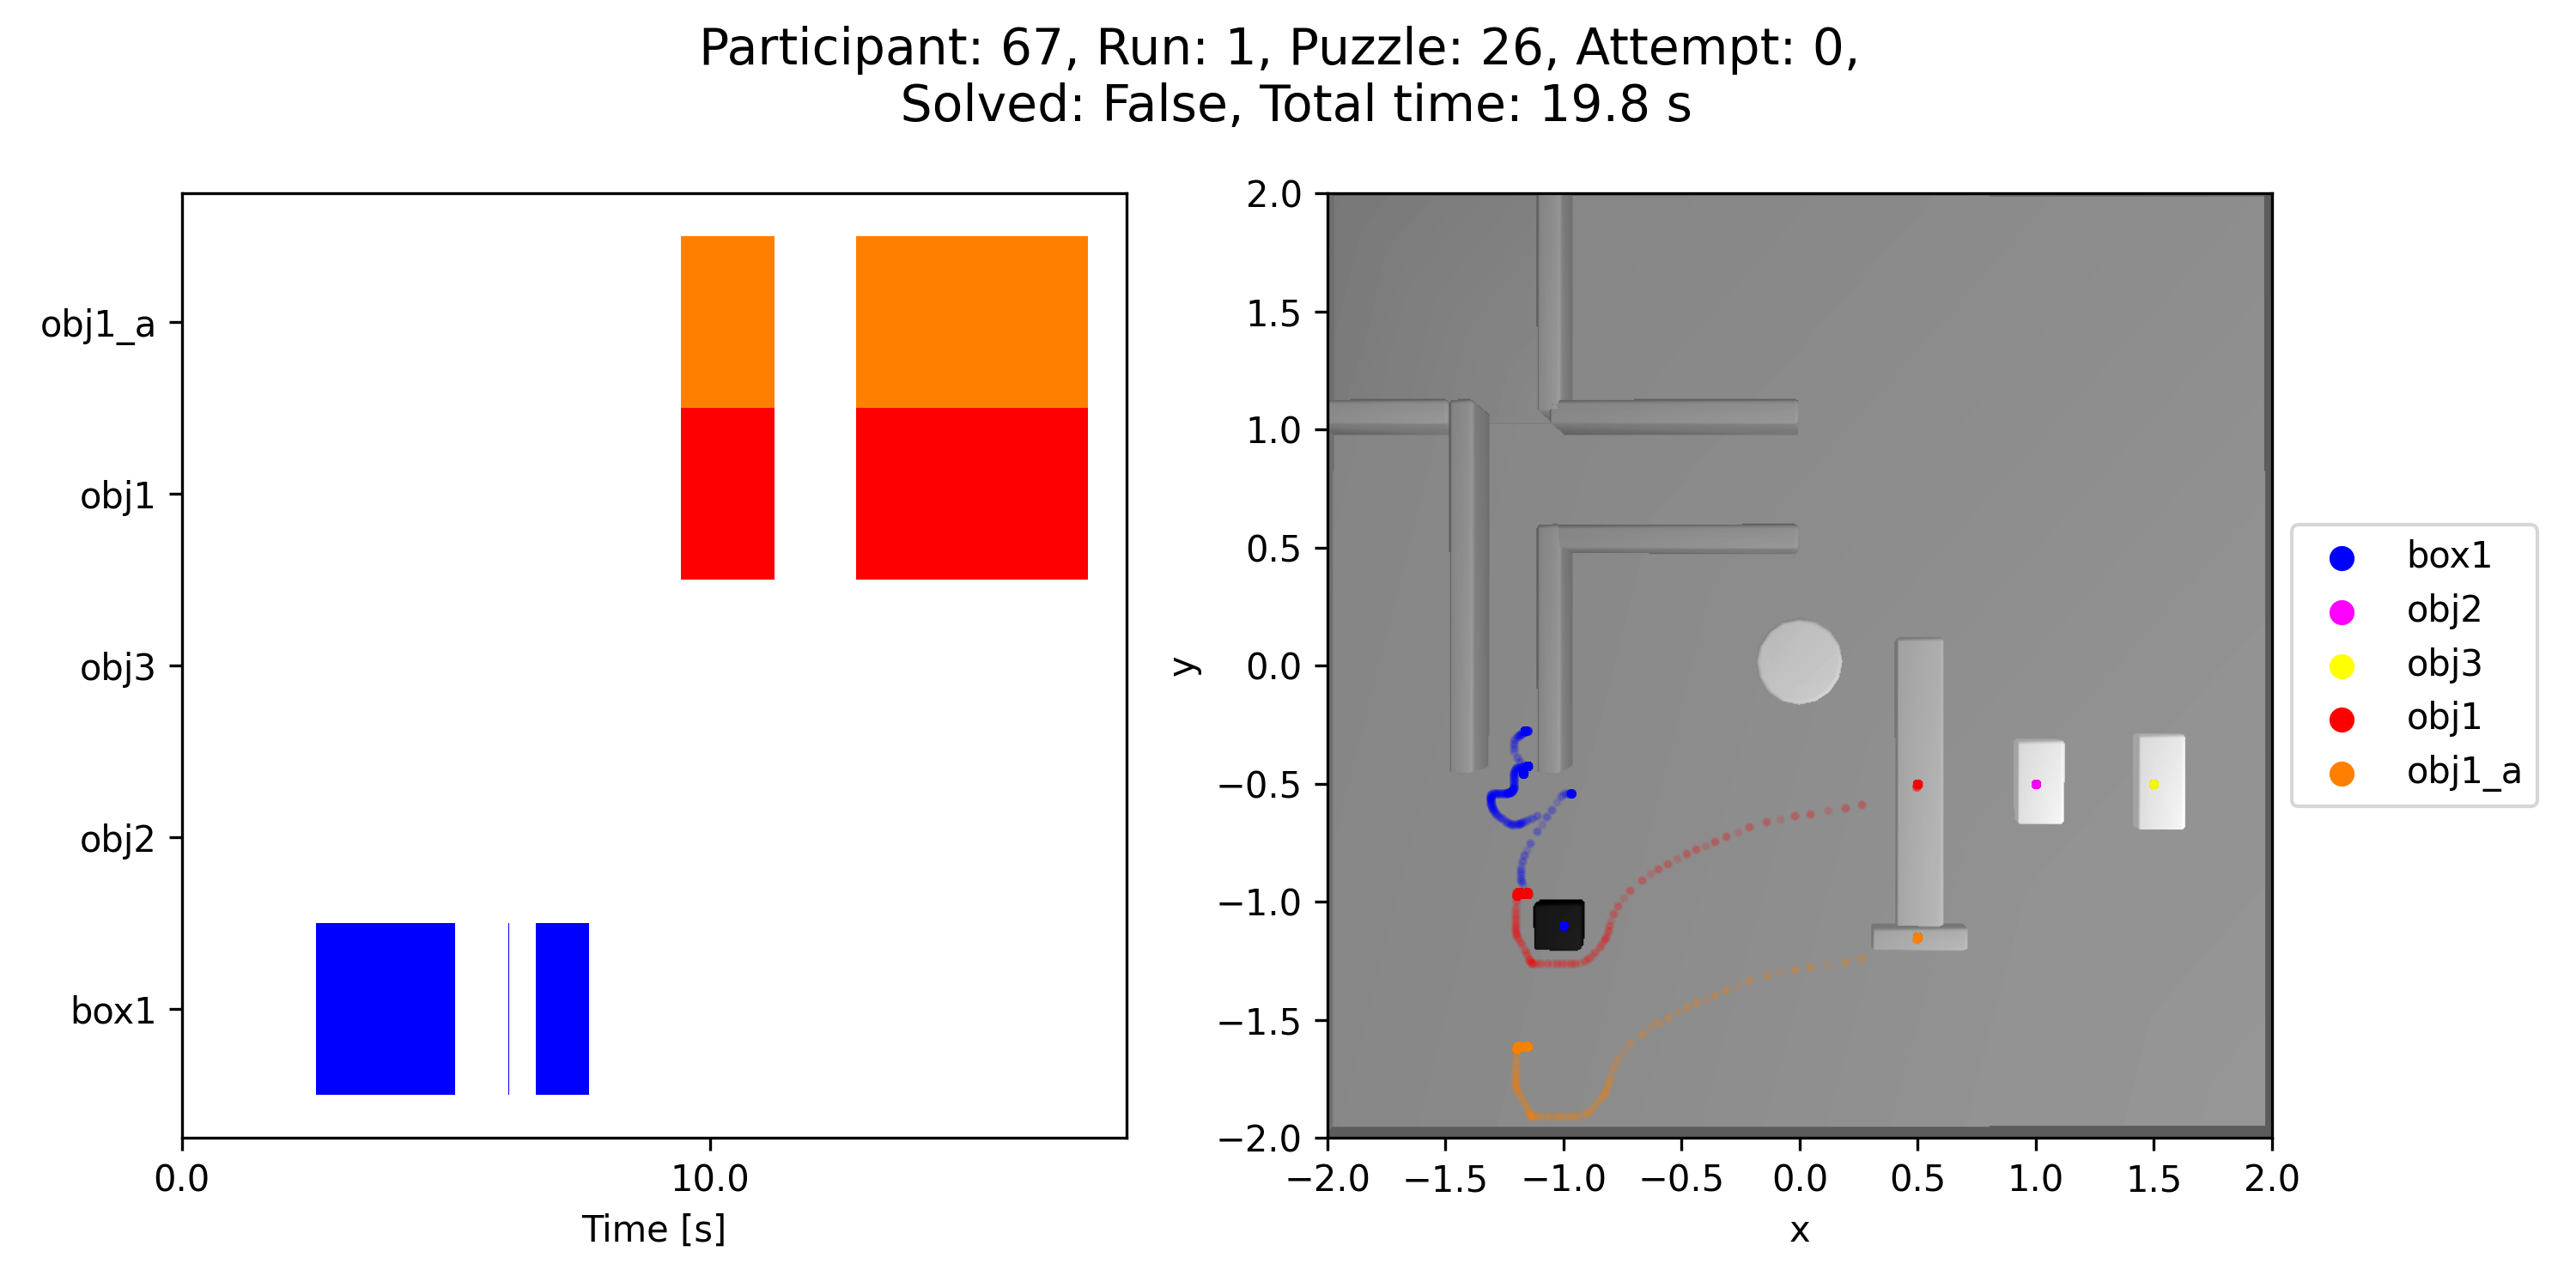 Participant: 67, Run: 1, Puzzle: 26, Attempt: 0,
Solved: False, Total time: 19.8 s
obj1_a
obj1
obj3
obj2
box1
0.0
10.0
Time [s]
2.0
1.5
1.0
0.5
0.0
−0.5
−1.0
−1.5
−2.0
y
−2.0
−1.5
−1.0
−0.5
0.0
0.5
1.0
1.5
2.0
x
box1
obj2
obj3
obj1
obj1_a